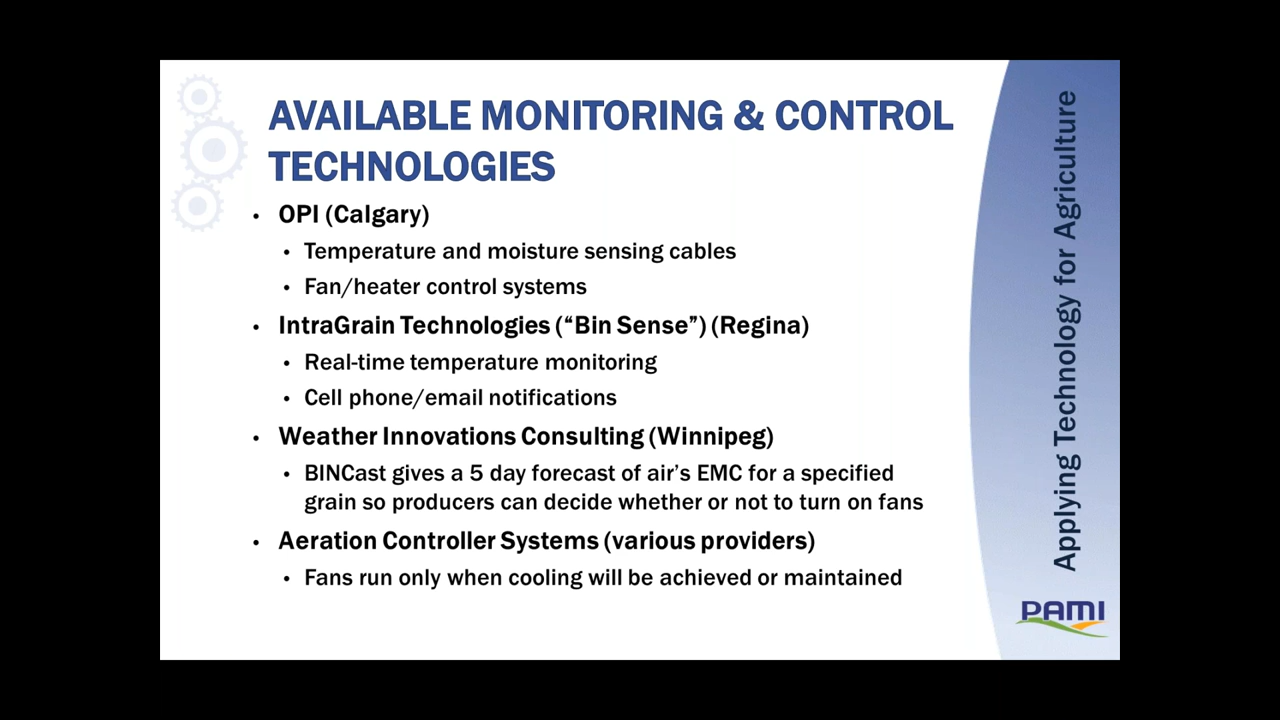 AVAILABLE MONITORING & CONTROL
TECHNOLOGIES
• OPI (Calgary)
• Temperature and moisture sensing cables
• Fan/heater control systems
• IntraGrain Technologies (“Bin Sense”) (Regina)
• Real-time temperature monitoring
• Cell phone/email notifications
• Weather Innovations Consulting (Winnipeg)
• BINCast gives a 5 day forecast of air’s EMC for a specified
grain so producers can decide whether or not to turn on fans
• Aeration Controller Systems (various providers)
• Fans run only when cooling will be achieved or maintained
Applying Technology for Agriculture
PAMI